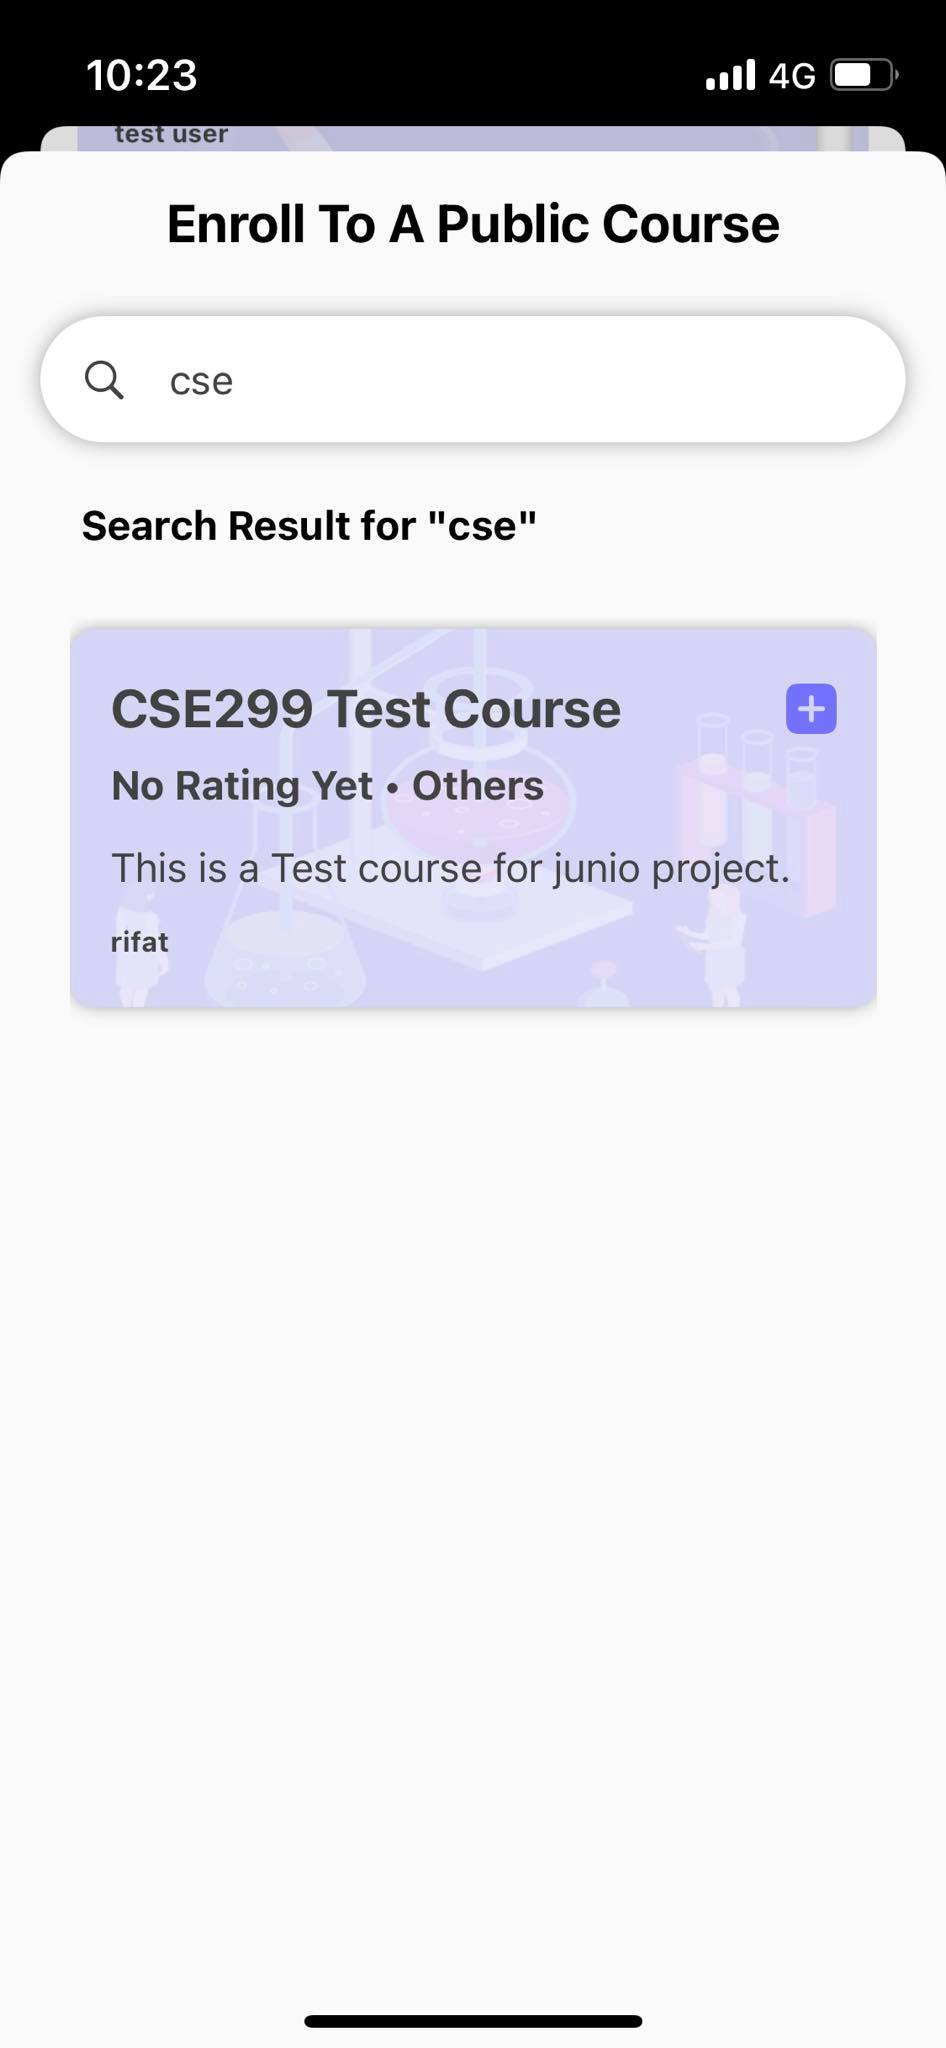 10:23
4G
test user
Enroll To A Public Course
cse
Search Result for "cse"
CSE299 Test Course
No Rating Yet • Others
This is a Test course for junio project.
rifat